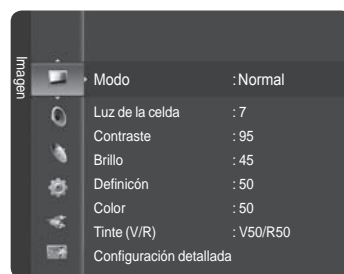 Imagen
Modo : Normal
Luz de la celda : 7
Contraste : 95
Brillo : 45
Definicón : 50
Color : 50
Tinte (V/R) : V50/R50
Configuración detallada